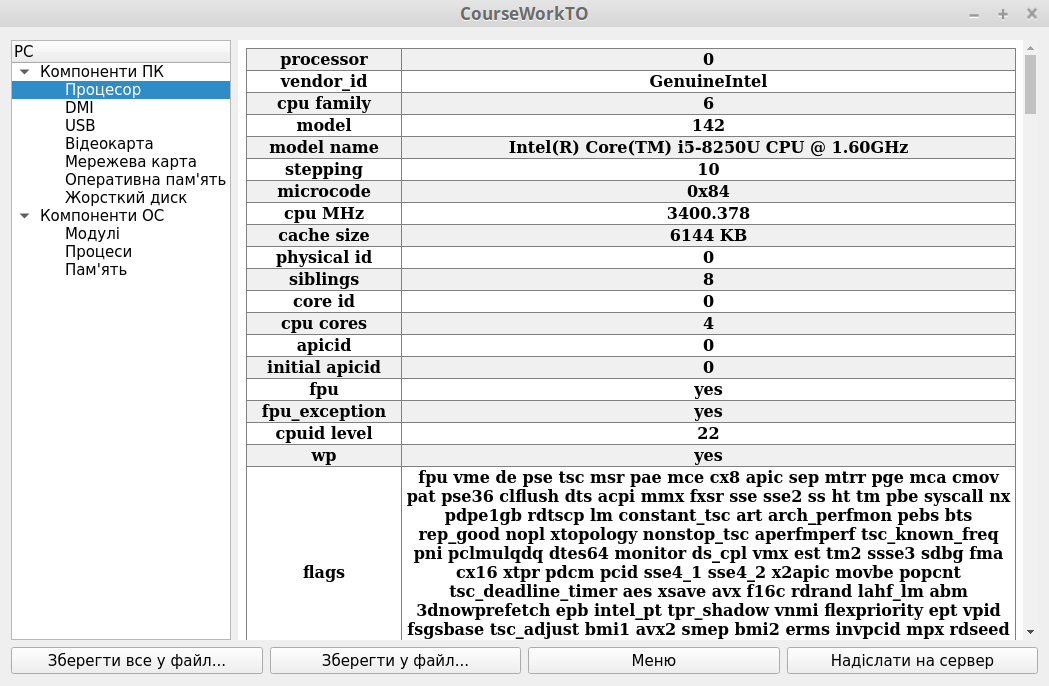 CourseWorkTO
PC
Компоненти ПК
Процесор
DMI
USB
Відеокарта
Мережева карта
Оперативна пам'ять
Жорсткий диск
Компоненти ОС
Модулі
Процеси
Пам'ять
processor 0
vendor_id GenuineIntel
cpu family 6
model 142
model name Intel(R) Core(TM) i5-8250U CPU @ 1.60GHz
stepping 10
microcode 0x84
cpu MHz 3400.378
cache size 6144 KB
physical id 0
siblings 8
core id 0
cpu cores 4
apicid 0
initial apicid 0
fpu yes
fpu_exception yes
cpuid level 22
wp yes
flags
fpu vme de pse tsc msr pae mce cx8 apic sep mtrr pge mca cmov
pat pse36 clflush dts acpi mmx fxsr sse sse2 ss ht tm pbe syscall nx
pdpe1gb rdtscp lm constant_tsc art arch_perfmon pebs bts
rep_good nopl xtopology nonstop_tsc aperfmperf tsc_known_freq
pni pclmulqdq dtes64 monitor ds_cpl vmx est tm2 ssse3 sdbg fma
cx16 xtpr pdcm pcid sse4_1 sse4_2 x2apic movbe popcnt
tsc_deadline_timer aes xsave avx f16c rdrand lahf_lm abm
3dnowprefetch epb intel_pt tpr_shadow vnmi flexpriority ept vpid
fsgsbase tsc_adjust bmi1 avx2 smep bmi2 erms invpcid mpx rdseed
Зберегти все у файл...
Зберегти у файл...
Меню
Надіслати на сервер